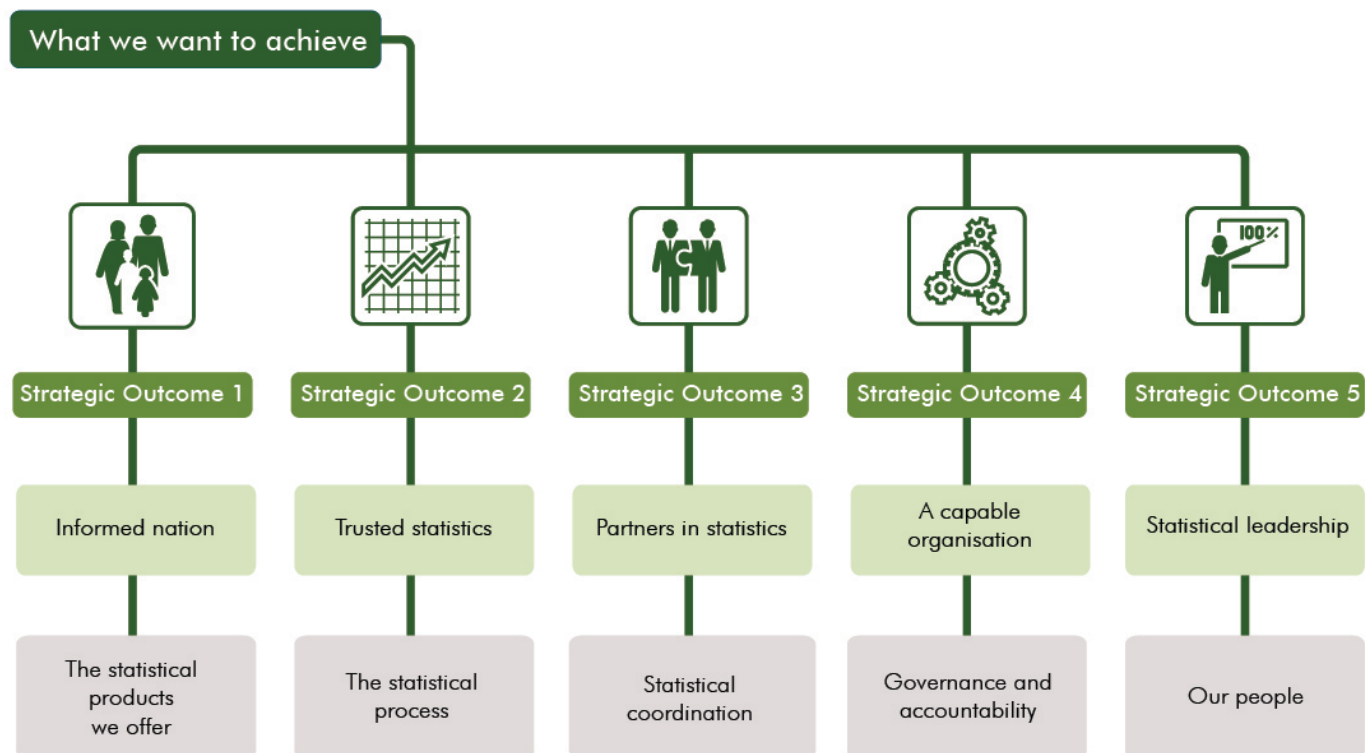 What we want to achieve
100%
Strategic Outcome 1
Strategic Outcome 2
Strategic Outcome 3
Strategic Outcome 4
Strategic Outcome 5
Informed nation
Trusted statistics
Partners in statistics
A capable
organisation
Statistical leadership
The statistical
products
we offer
The statistical
process
Statistical
coordination
Governance and
accountability
Our people